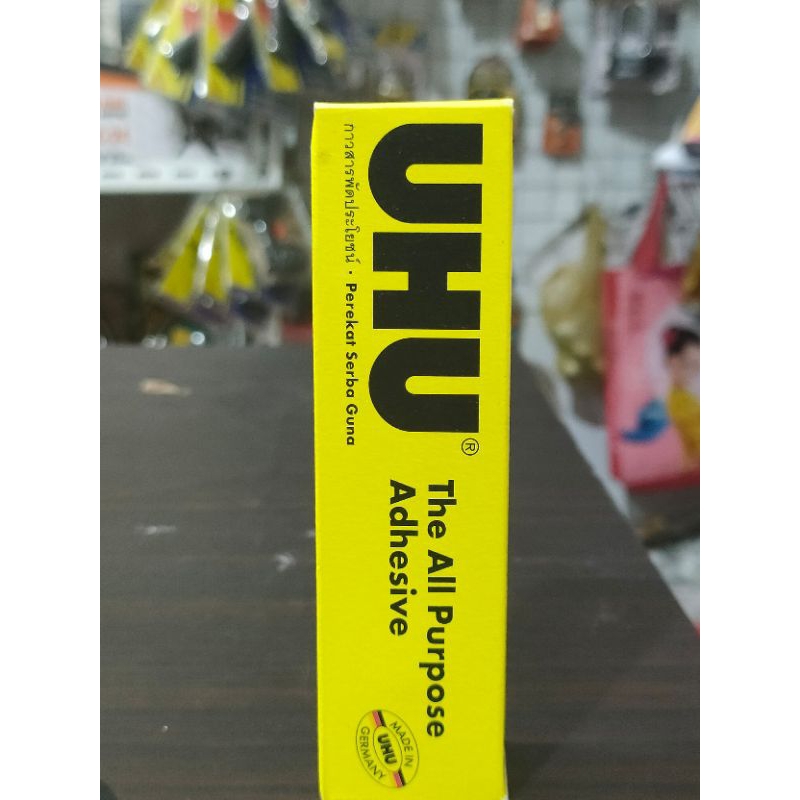 UHU®
กาวสารพัดประโยชน์ · Perekat Serba Guna
The All Purpose
Adhesive
MADE IN
UHU
GERMANY